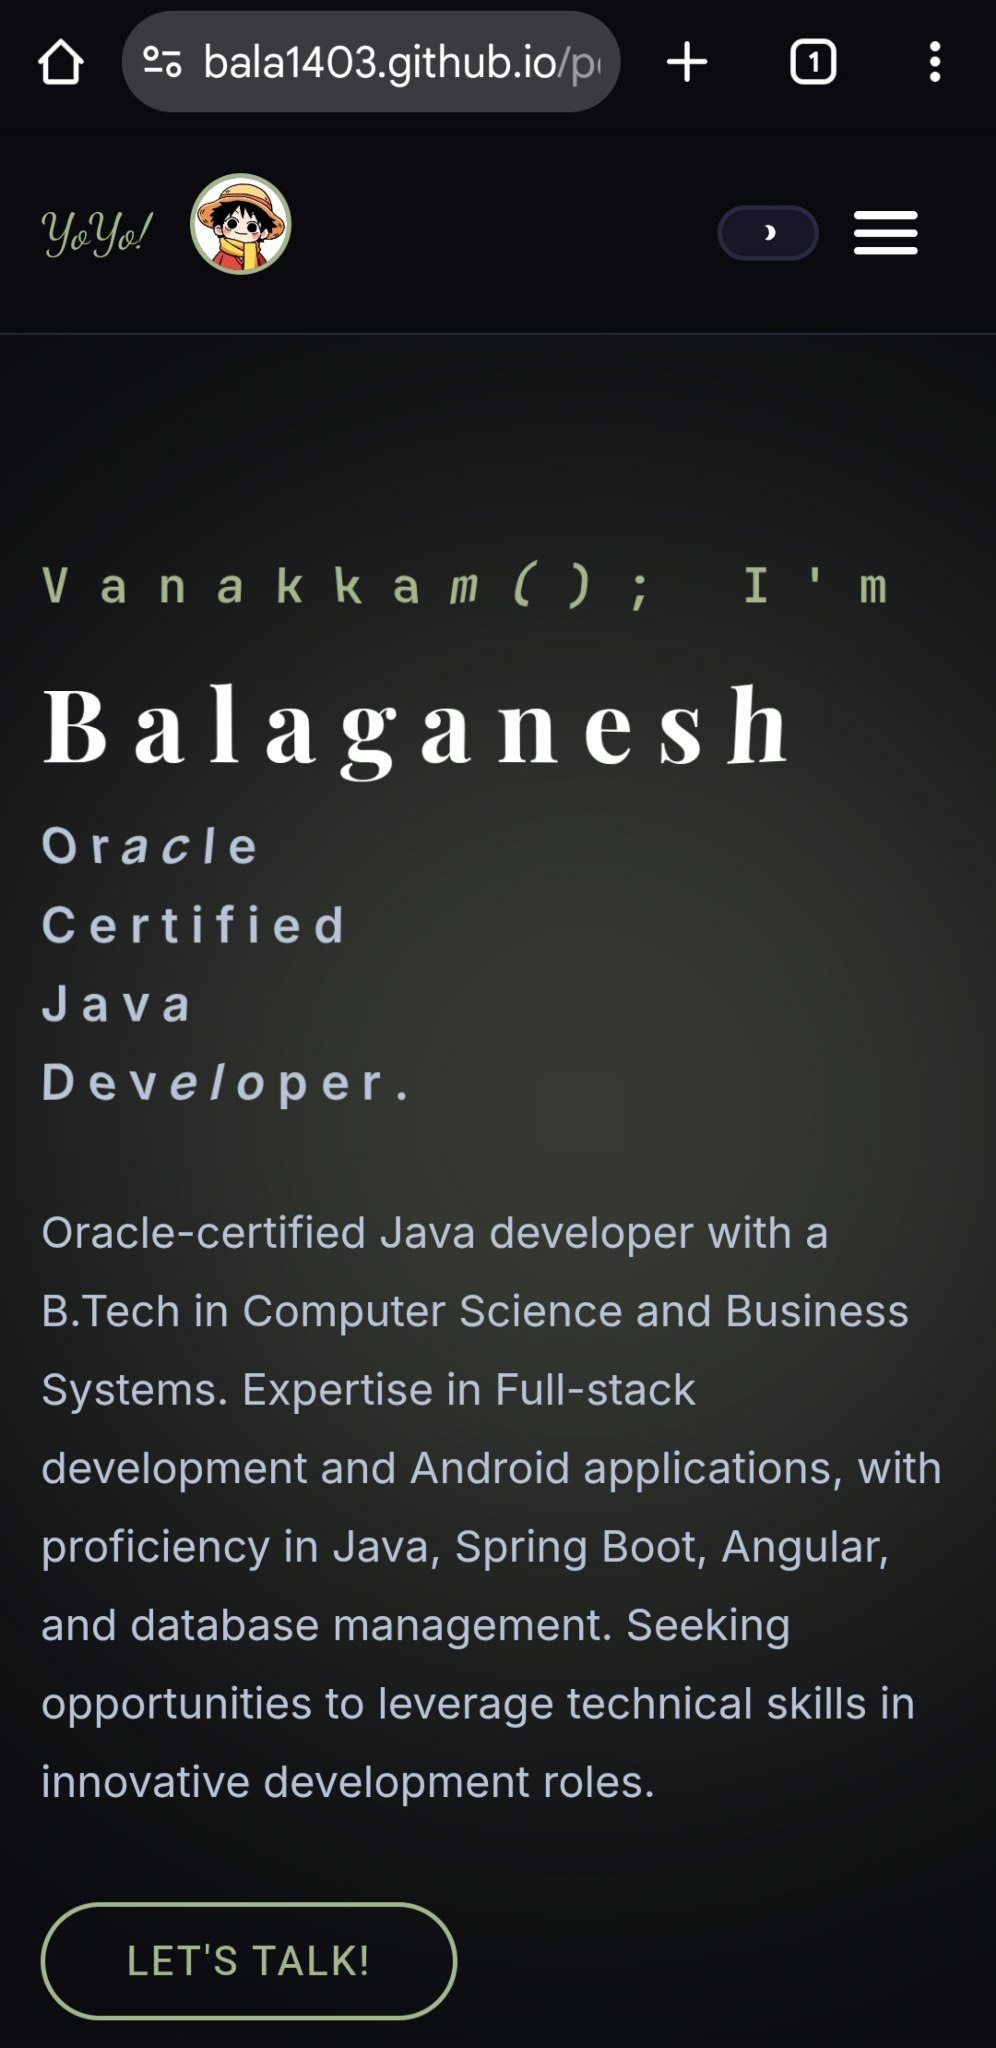 bala1403.github.io/p
1
YoYo!
Vanakkam(); I'm
Balaganesh
Oracle
Certified
Java
Developer.
Oracle-certified Java developer with a
B.Tech in Computer Science and Business
Systems. Expertise in Full-stack
development and Android applications, with
proficiency in Java, Spring Boot, Angular,
and database management. Seeking
opportunities to leverage technical skills in
innovative development roles.
LET'S TALK!